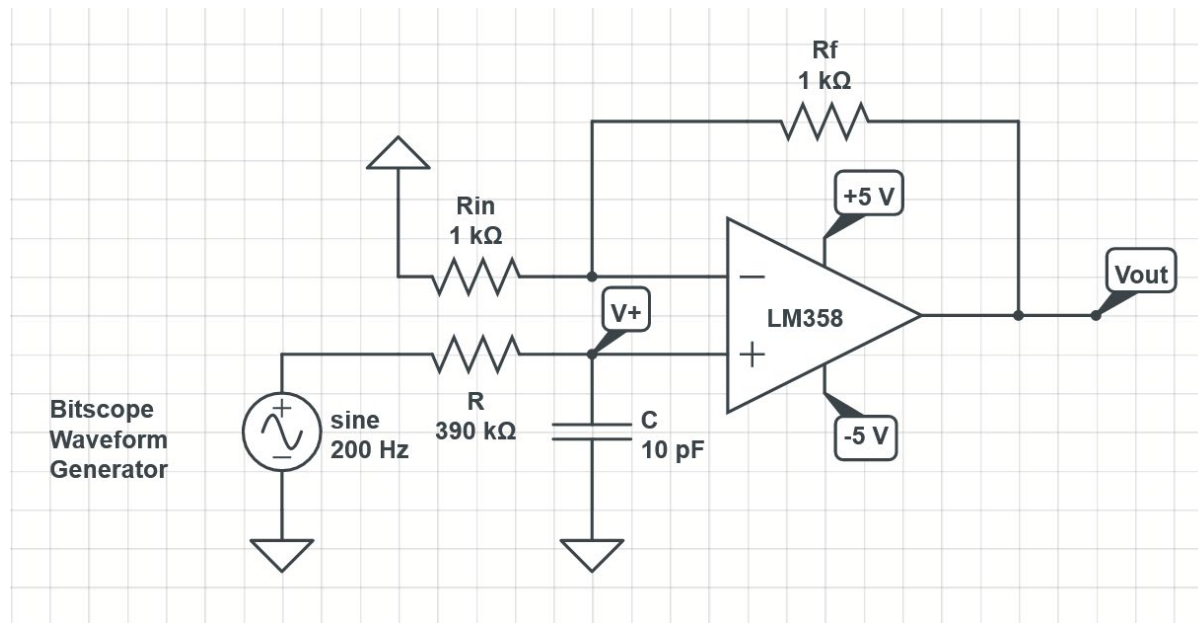 Rf
1 kΩ
+5 V
Rin
1 kΩ
Vout
V+
−
LM358
+
R
390 kΩ
C
10 pF
-5 V
Bitscope
Waveform
Generator
+
−
sine
200 Hz